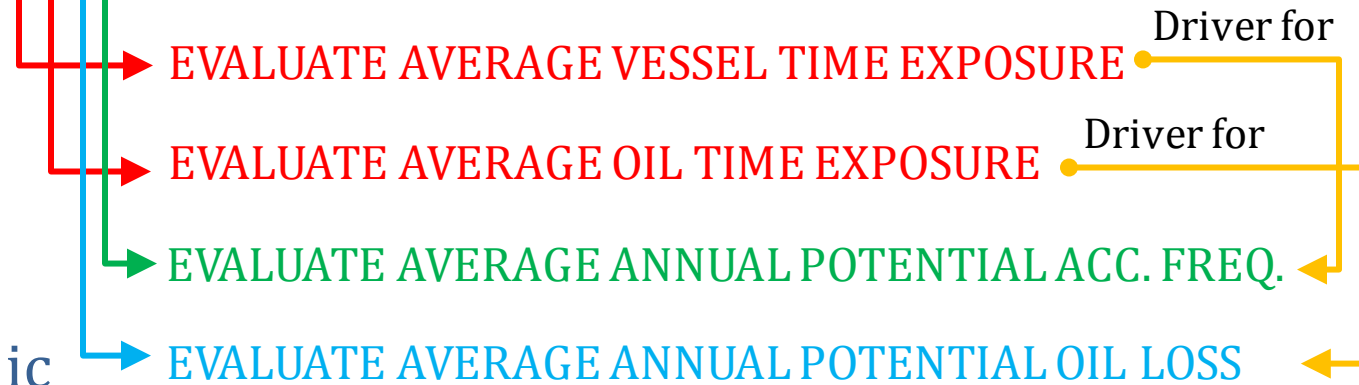 Driver for
EVALUATE AVERAGE VESSEL TIME EXPOSURE
Driver for
EVALUATE AVERAGE OIL TIME EXPOSURE
EVALUATE AVERAGE ANNUAL POTENTIAL ACC. FREQ.
ic EVALUATE AVERAGE ANNUAL POTENTIAL OIL LOSS